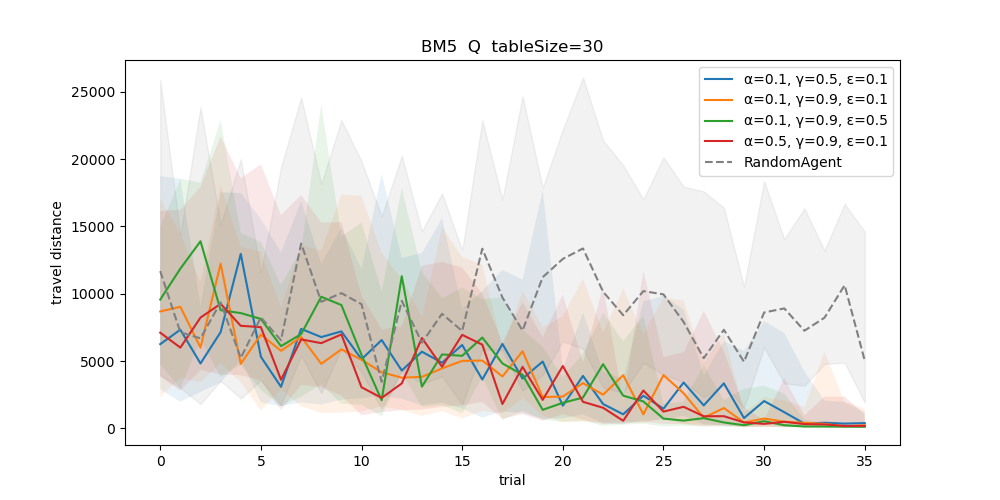 BM5  Q  tableSize=30
travel distance
25000
20000
15000
10000
5000
0
α=0.1, γ=0.5, ε=0.1
α=0.1, γ=0.9, ε=0.1
α=0.1, γ=0.9, ε=0.5
α=0.5, γ=0.9, ε=0.1
RandomAgent
0 5 10 15 20 25 30 35
trial